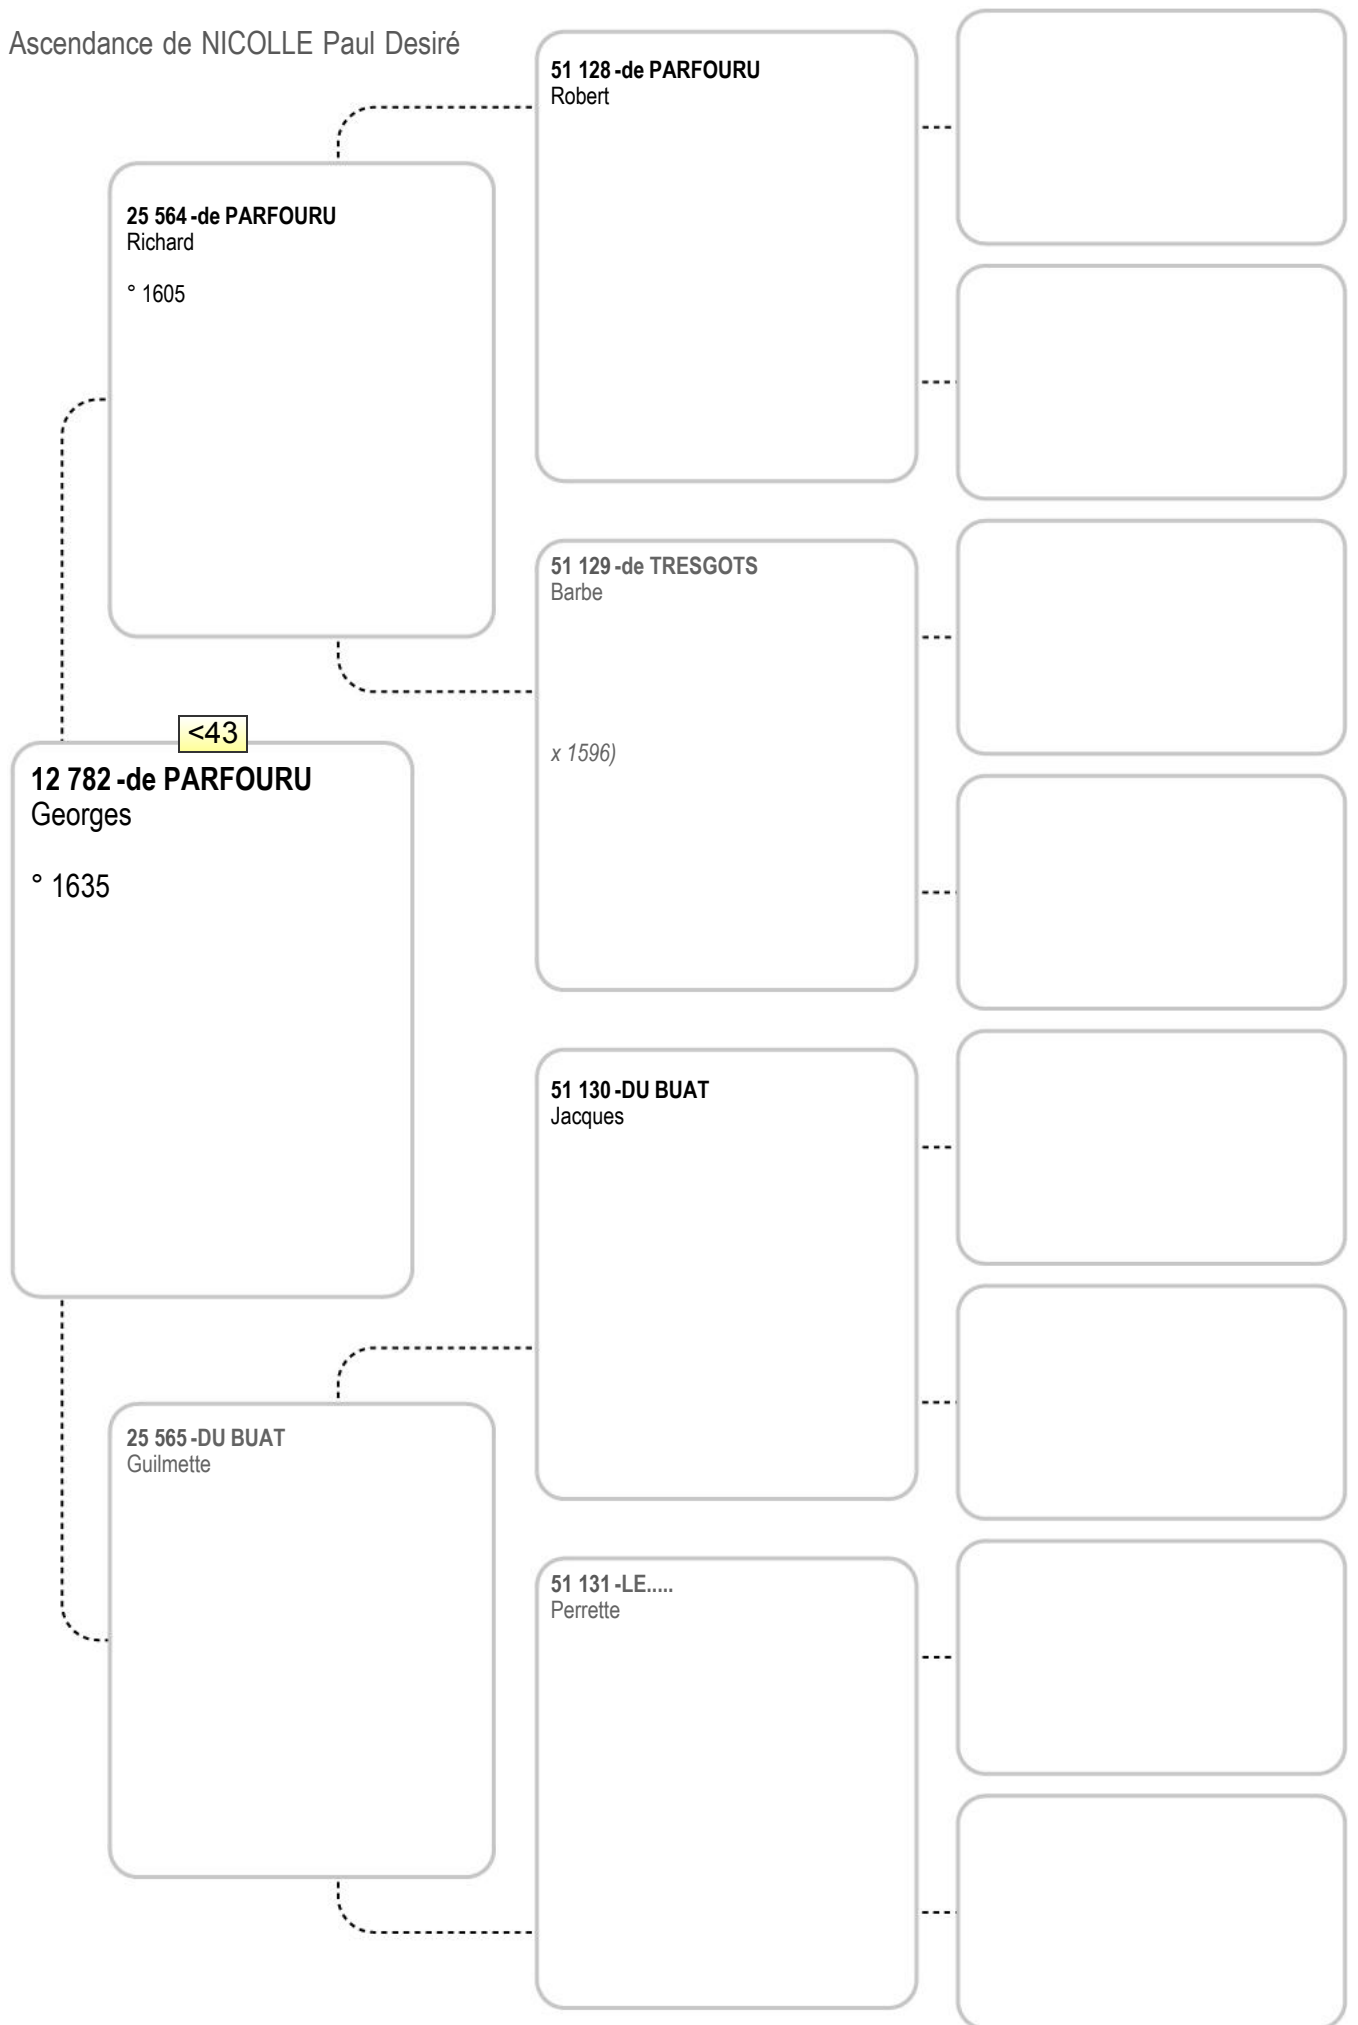 Ascendance de NICOLLE Paul Desiré
51 128 -de PARFOURU
Robert
25 564 -de PARFOURU
Richard
° 1605
51 129 -de TRESGOTS
Barbe
x 1596)
<43
12 782 -de PARFOURU
Georges
° 1635
51 130 -DU BUAT
Jacques
25 565 -DU BUAT
Guilmette
51 131 -LE.....
Perrette